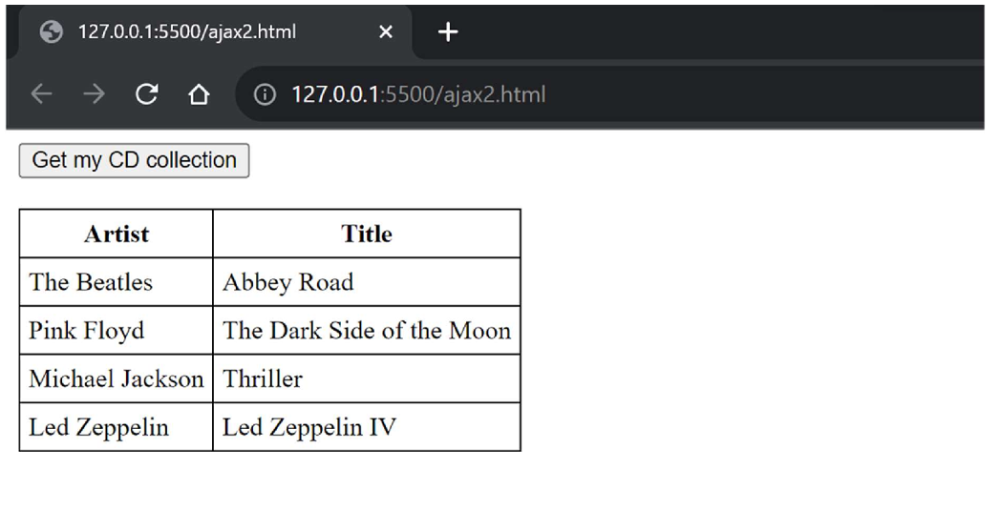 127.0.0.1:5500/ajax2.html
127.0.0.1:5500/ajax2.html
Get my CD collection
Artist Title
The Beatles Abbey Road
Pink Floyd The Dark Side of the Moon
Michael Jackson Thriller
Led Zeppelin Led Zeppelin IV